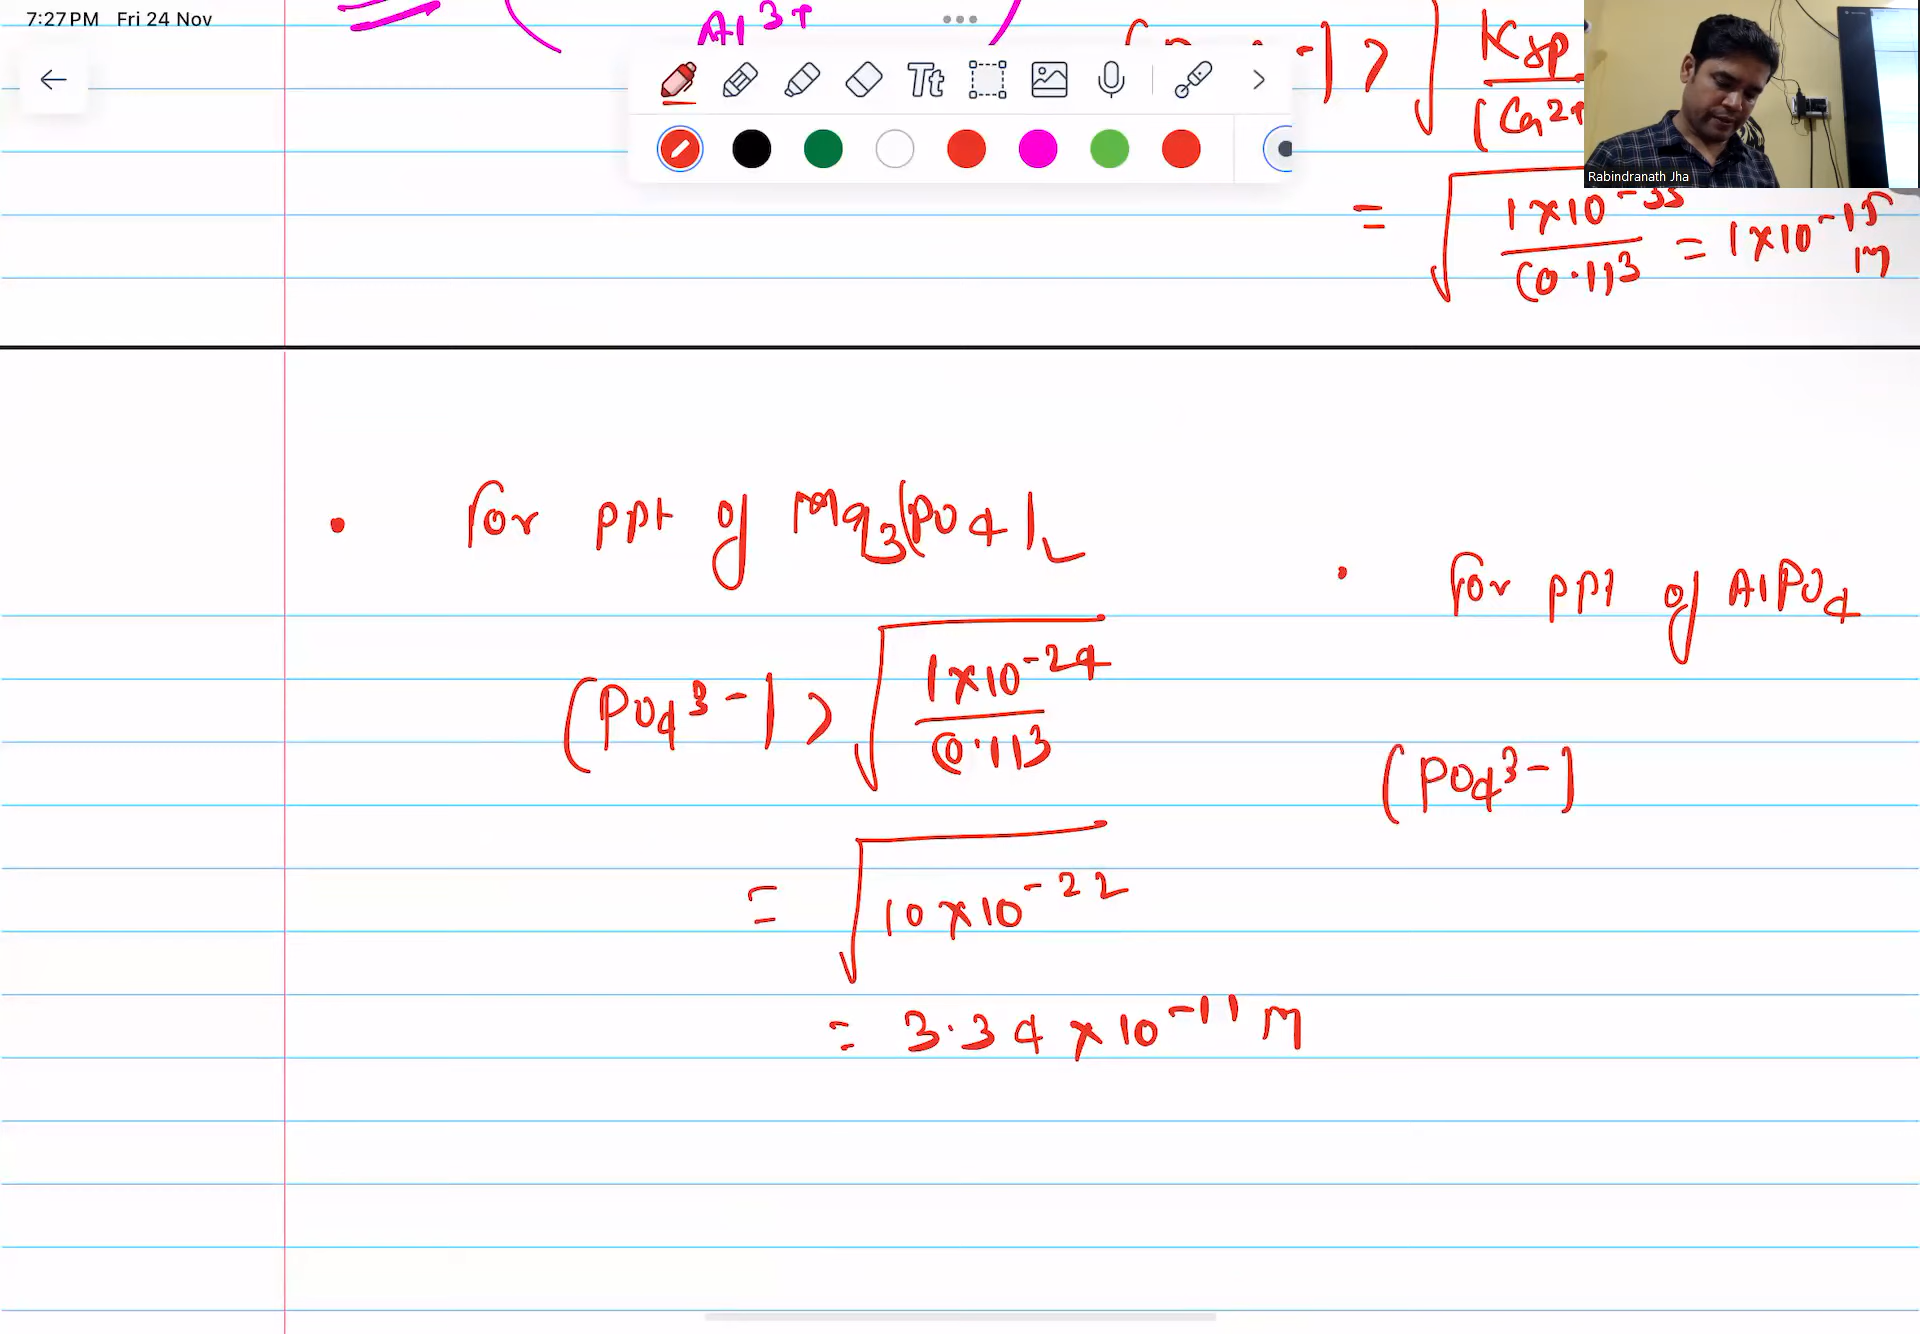 7:27 PM Fri 24 Nov
Al3+
Tt
> √ Ksp
(Ca2+
Rabindranath Jha
= √ 1×10-33 / (0.1)3 = 1×10-15 M
• For ppt of Mg3(PO4)2
• For ppt of AlPO4
(PO43-) > √ 1×10-24 / (0.1)3
(PO43-)
= √ 10×10-22
= 3.34 × 10-11 M